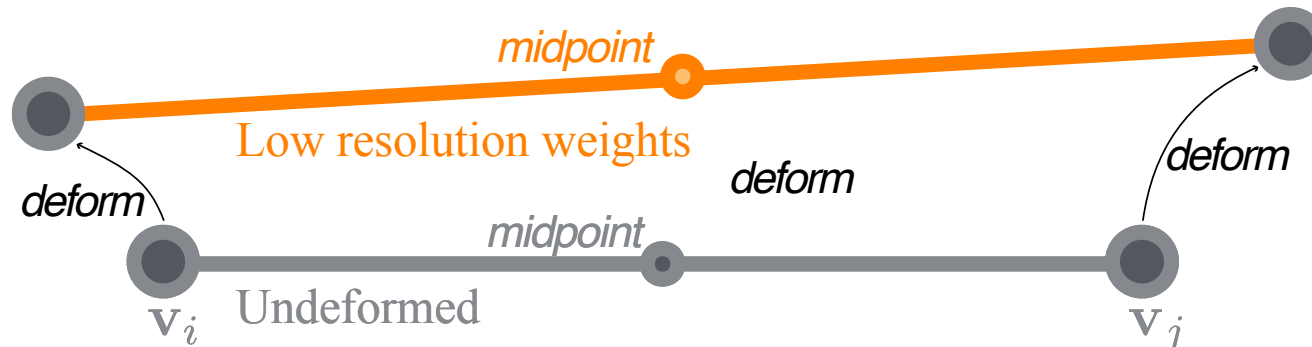 midpoint
Low resolution weights
deform
deform
deform
midpoint
Undeformed
v_i
v_j